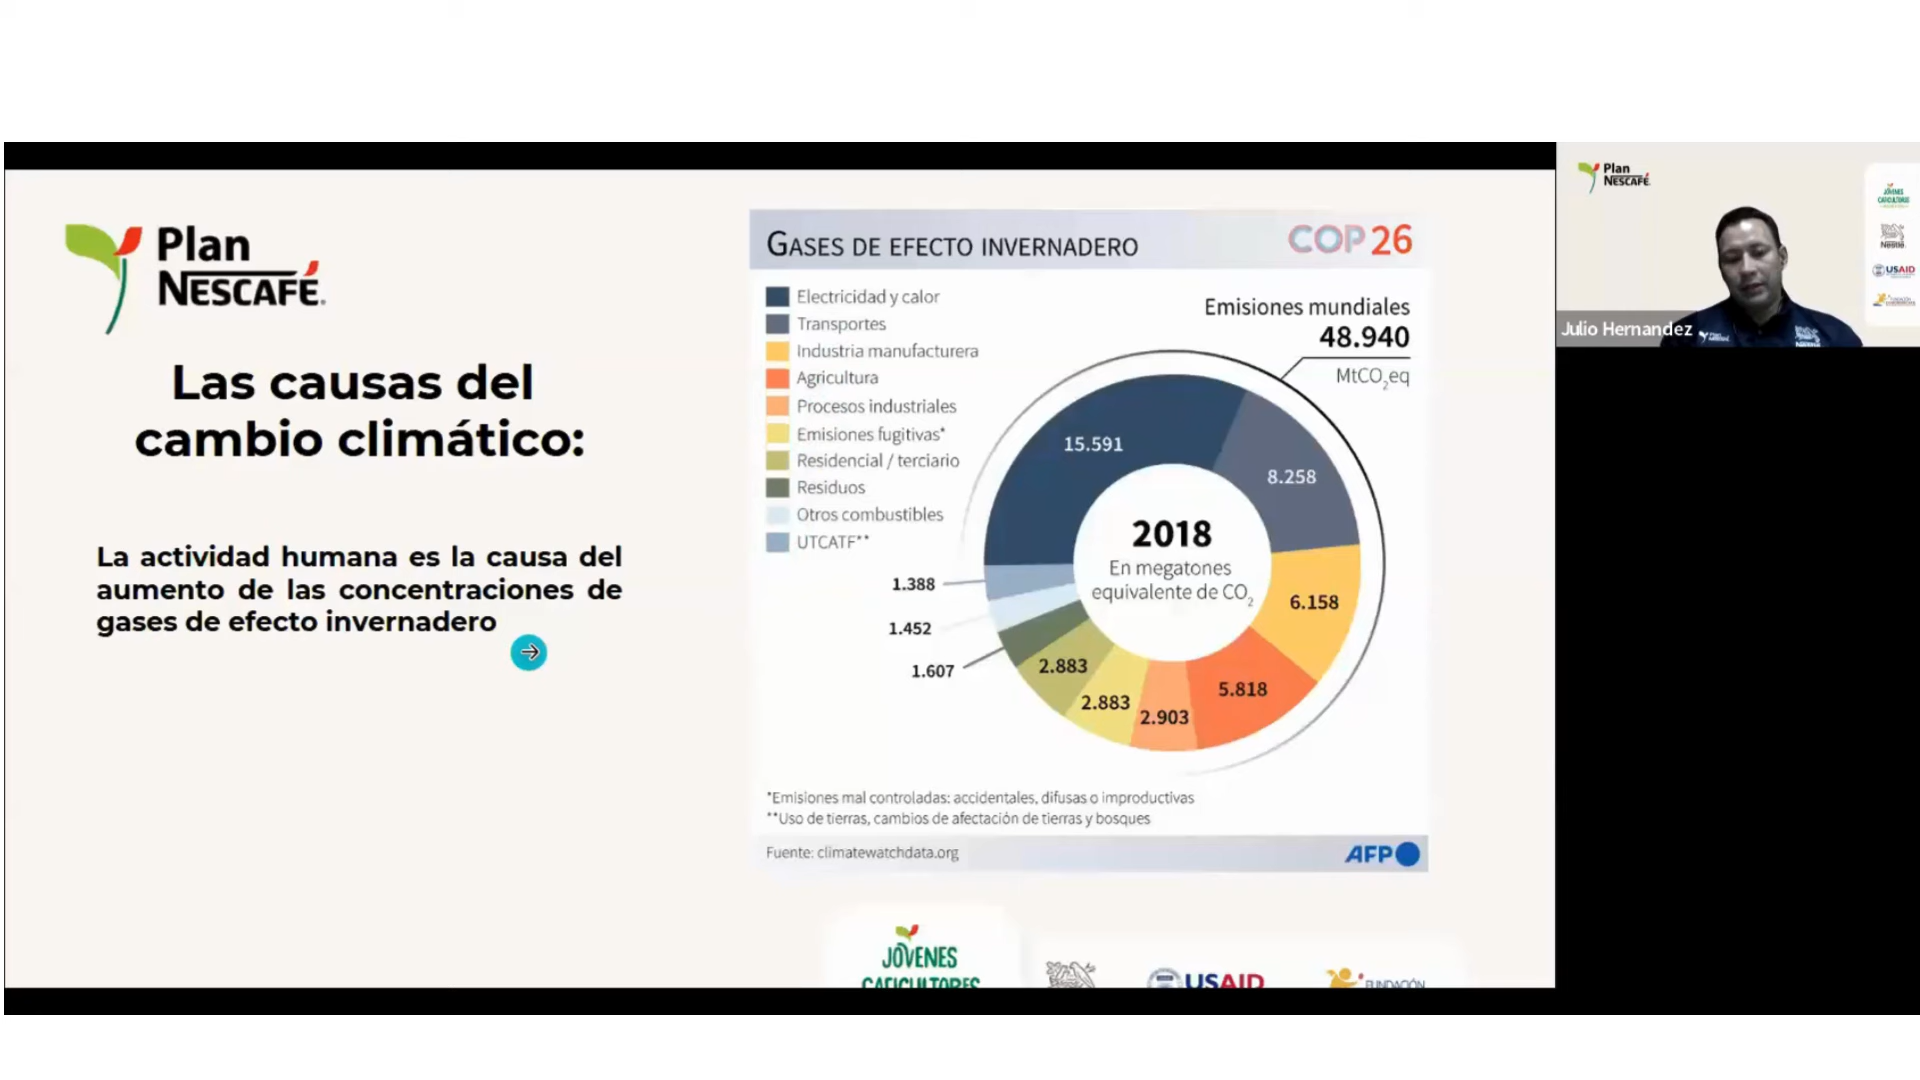 Plan
NESCAFÉ.
Las causas del
cambio climático:
La actividad humana es la causa del
aumento de las concentraciones de
gases de efecto invernadero
GASES DE EFECTO INVERNADERO
COP26
Electricidad y calor
Transportes
Industria manufacturera
Agricultura
Procesos industriales
Emisiones fugitivas*
Residencial / terciario
Residuos
Otros combustibles
UTCATF**
Emisiones mundiales
48.940
MtCO₂eq
15.591
8.258
6.158
5.818
2.903
2.883
2.883
1.607
1.452
1.388
2018
En megatones
equivalente de CO₂
*Emisiones mal controladas: accidentales, difusas o improductivas
**Uso de tierras, cambios de afectación de tierras y bosques
Fuente: climatewatchdata.org
AFP
JÓVENES
CAFICULTORES
USAID
FUNDACIÓN
Plan
NESCAFÉ.
JÓVENES
CAFICULTORES
Nestlé
USAID
Julio Hernandez